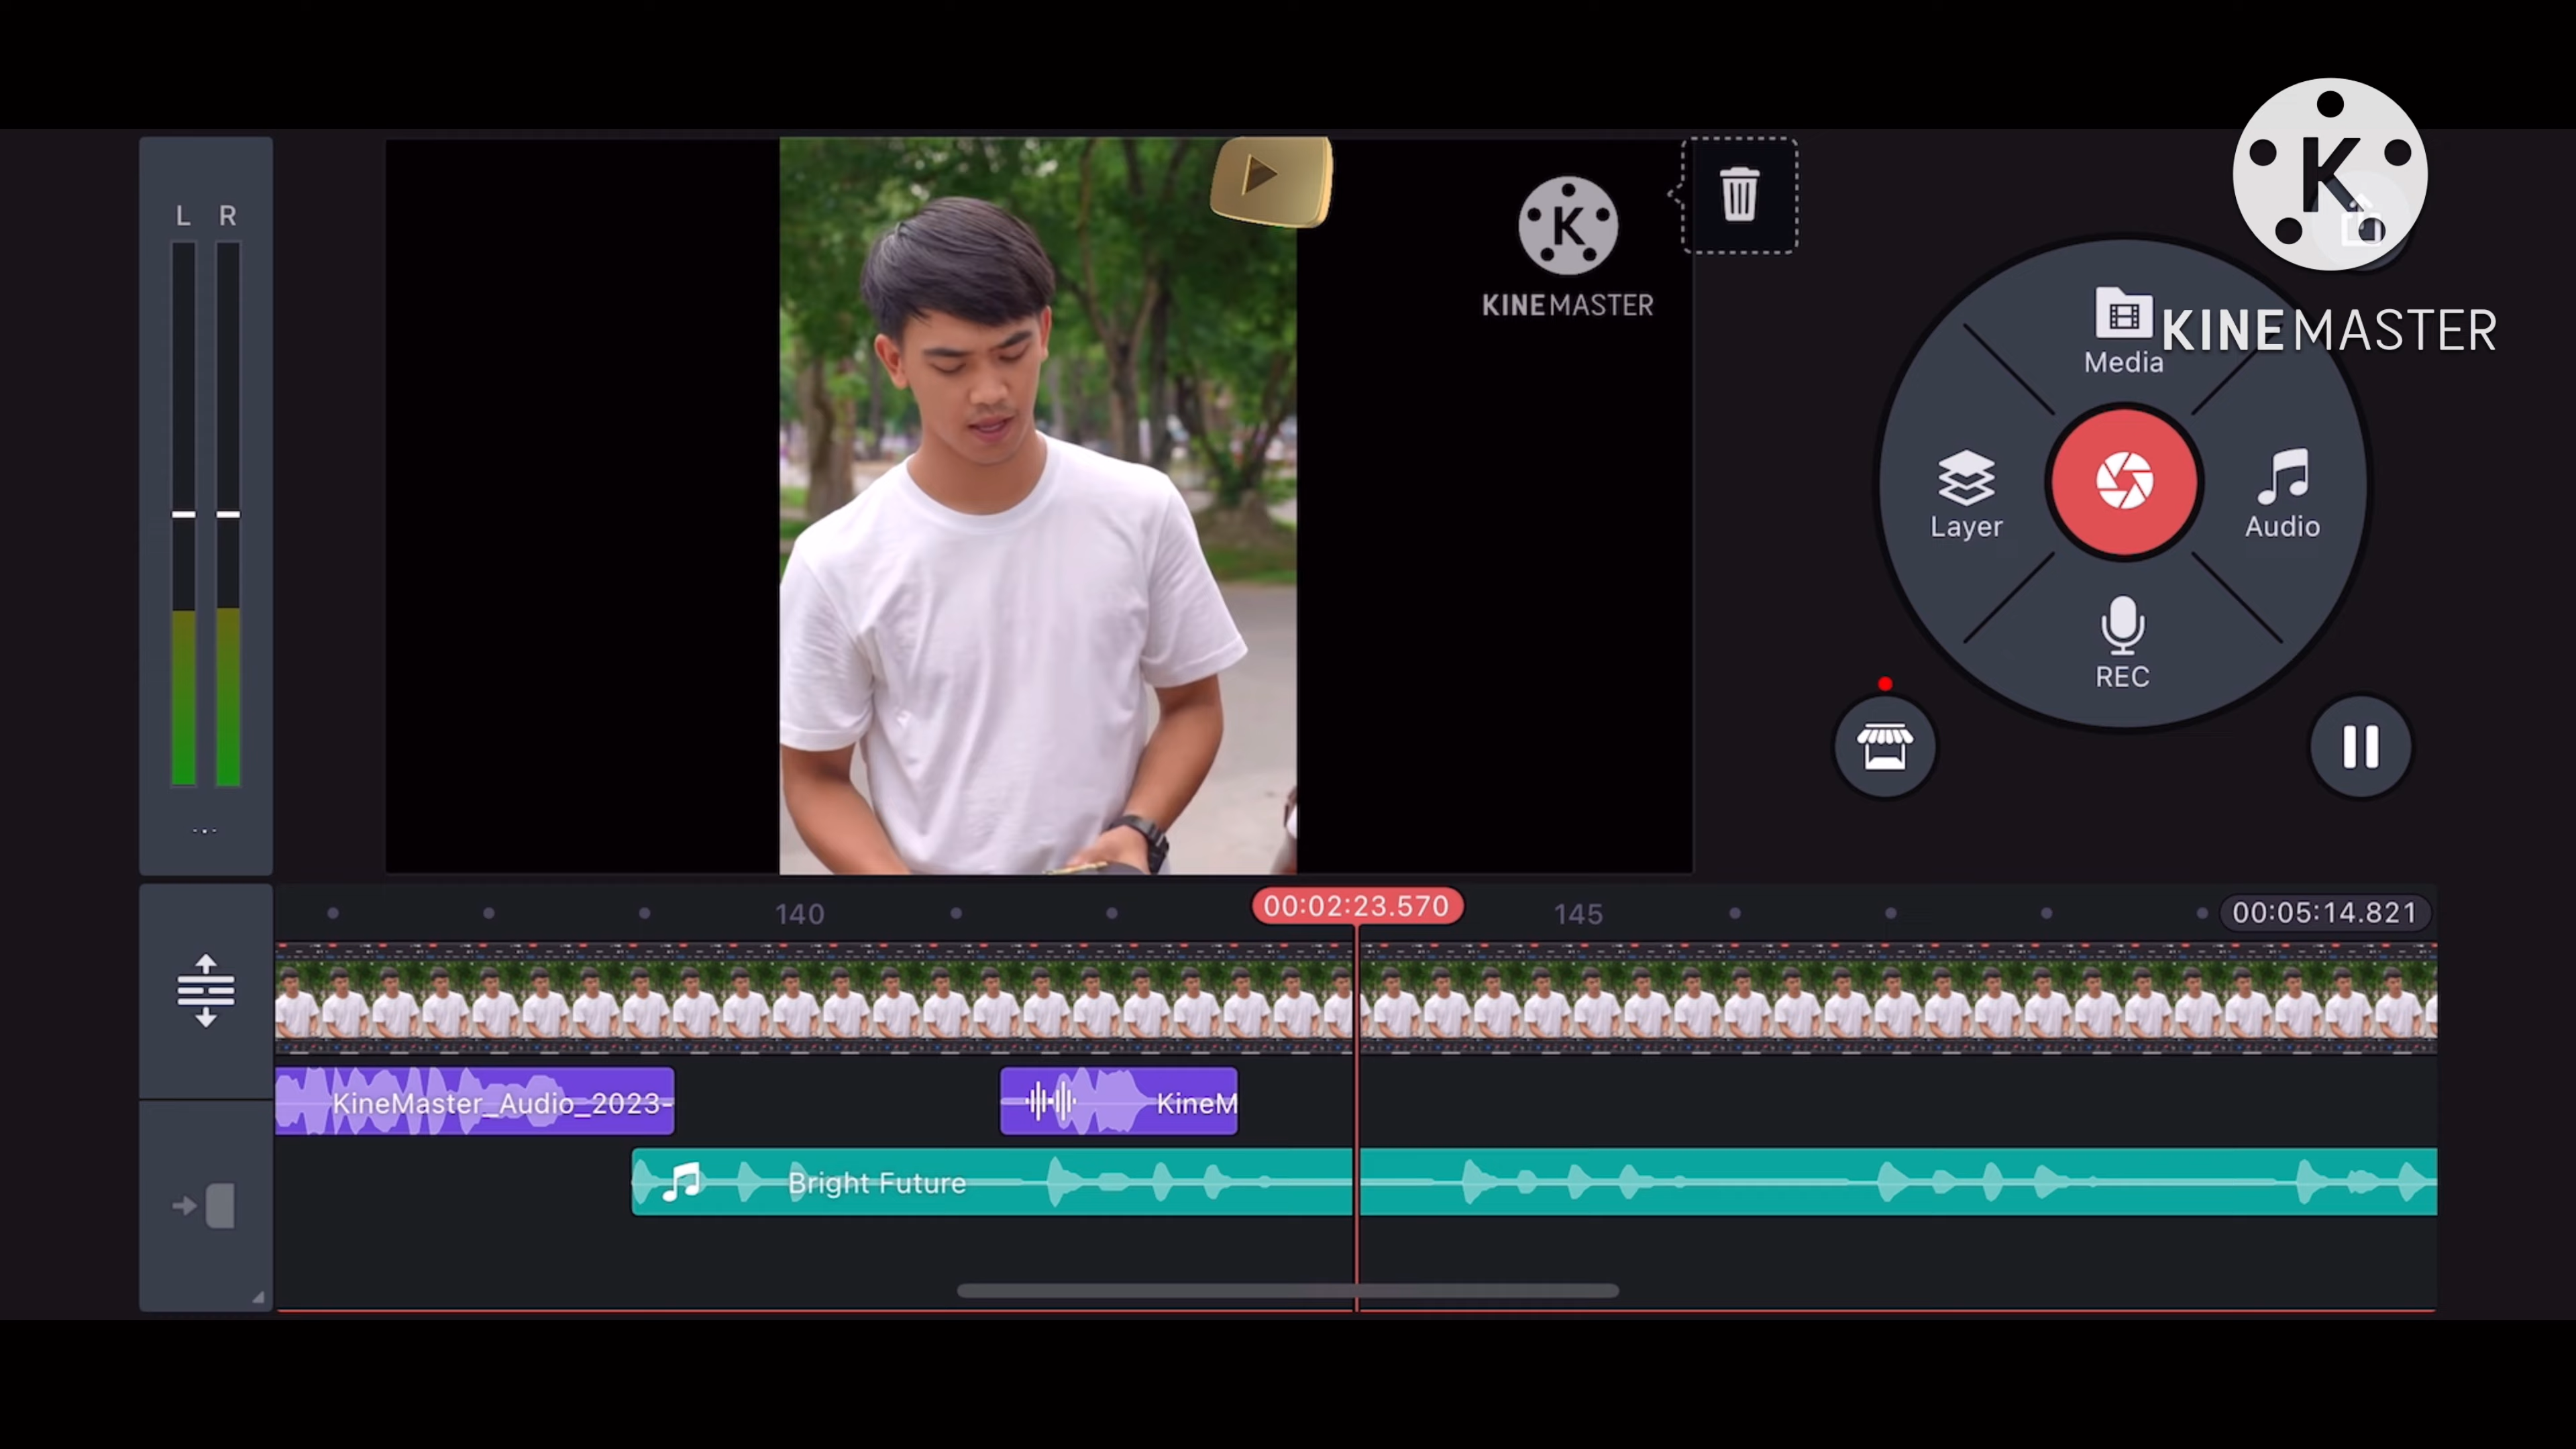 L R
KINEMASTER
KINEMASTER
Media
Layer
Audio
REC
140
00:02:23.570
145
00:05:14.821
KineMaster_Audio_2023-
KineM
Bright Future